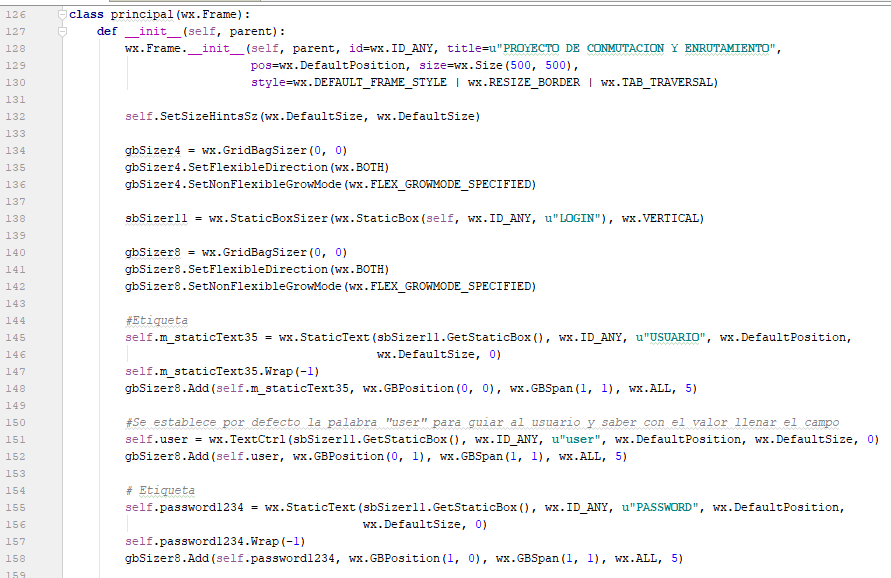 126 class principal(wx.Frame):
127     def __init__(self, parent):
128         wx.Frame.__init__(self, parent, id=wx.ID_ANY, title=u"PROYECTO DE CONMUTACION Y ENRUTAMIENTO",
129                           pos=wx.DefaultPosition, size=wx.Size(500, 500),
130                           style=wx.DEFAULT_FRAME_STYLE | wx.RESIZE_BORDER | wx.TAB_TRAVERSAL)
131
132         self.SetSizeHintsSz(wx.DefaultSize, wx.DefaultSize)
133
134         gbSizer4 = wx.GridBagSizer(0, 0)
135         gbSizer4.SetFlexibleDirection(wx.BOTH)
136         gbSizer4.SetNonFlexibleGrowMode(wx.FLEX_GROWMODE_SPECIFIED)
137
138         sbSizer11 = wx.StaticBoxSizer(wx.StaticBox(self, wx.ID_ANY, u"LOGIN"), wx.VERTICAL)
139
140         gbSizer8 = wx.GridBagSizer(0, 0)
141         gbSizer8.SetFlexibleDirection(wx.BOTH)
142         gbSizer8.SetNonFlexibleGrowMode(wx.FLEX_GROWMODE_SPECIFIED)
143
144         #Etiqueta
145         self.m_staticText35 = wx.StaticText(sbSizer11.GetStaticBox(), wx.ID_ANY, u"USUARIO", wx.DefaultPosition,
146                                             wx.DefaultSize, 0)
147         self.m_staticText35.Wrap(-1)
148         gbSizer8.Add(self.m_staticText35, wx.GBPosition(0, 0), wx.GBSpan(1, 1), wx.ALL, 5)
149
150         #Se establece por defecto la palabra "user" para guiar al usuario y saber con el valor llenar el campo
151         self.user = wx.TextCtrl(sbSizer11.GetStaticBox(), wx.ID_ANY, u"user", wx.DefaultPosition, wx.DefaultSize, 0)
152         gbSizer8.Add(self.user, wx.GBPosition(0, 1), wx.GBSpan(1, 1), wx.ALL, 5)
153
154         # Etiqueta
155         self.password1234 = wx.StaticText(sbSizer11.GetStaticBox(), wx.ID_ANY, u"PASSWORD", wx.DefaultPosition,
156                                           wx.DefaultSize, 0)
157         self.password1234.Wrap(-1)
158         gbSizer8.Add(self.password1234, wx.GBPosition(1, 0), wx.GBSpan(1, 1), wx.ALL, 5)
159